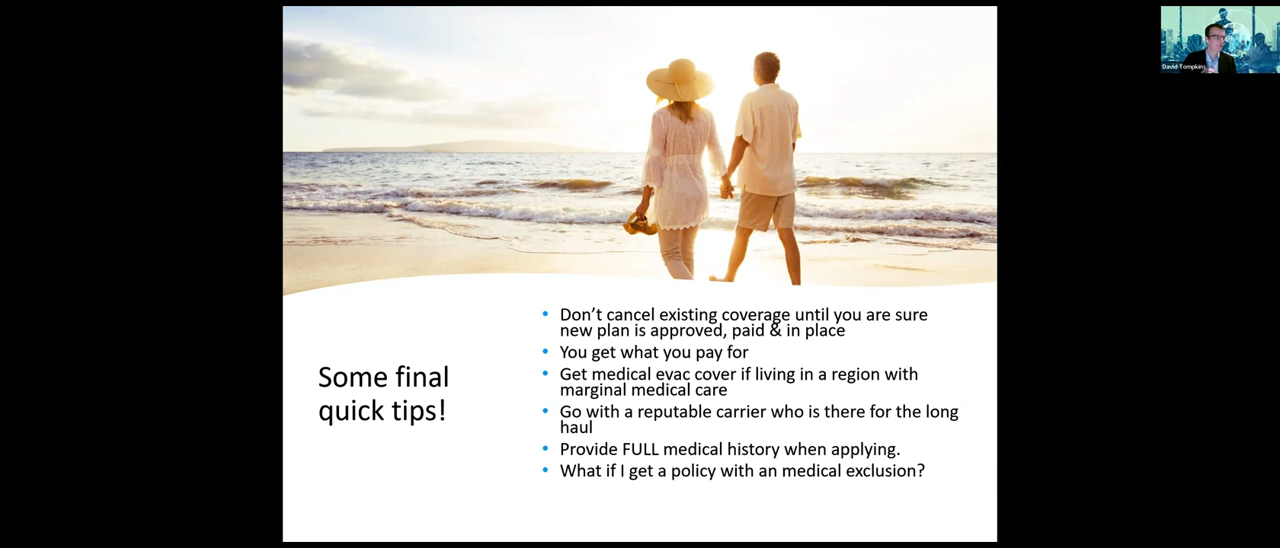 David Tompkins
Some final
quick tips!
Don't cancel existing coverage until you are sure
new plan is approved, paid & in place
You get what you pay for
Get medical evac cover if living in a region with
marginal medical care
Go with a reputable carrier who is there for the long
haul
Provide FULL medical history when applying.
What if I get a policy with an medical exclusion?